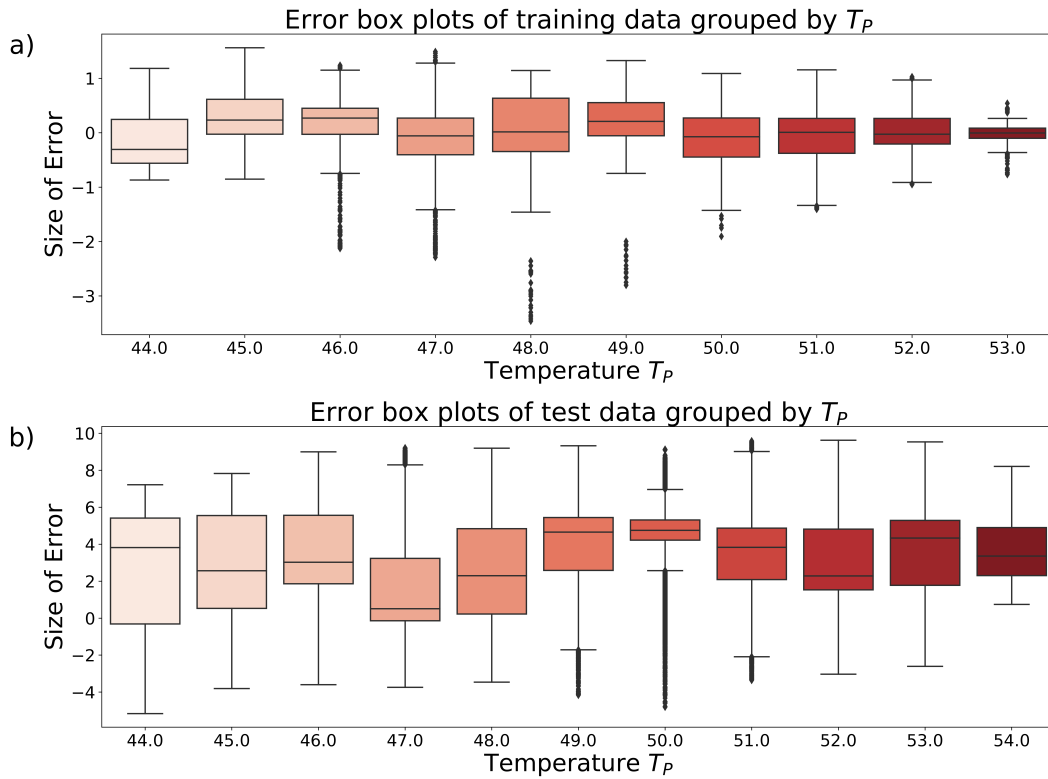 Error box plots of training data grouped by T_P
a)
Size of Error
1
0
−1
−2
−3
44.0 45.0 46.0 47.0 48.0 49.0 50.0 51.0 52.0 53.0
Temperature T_P
Error box plots of test data grouped by T_P
b)
Size of Error
10
8
6
4
2
0
−2
−4
44.0 45.0 46.0 47.0 48.0 49.0 50.0 51.0 52.0 53.0 54.0
Temperature T_P